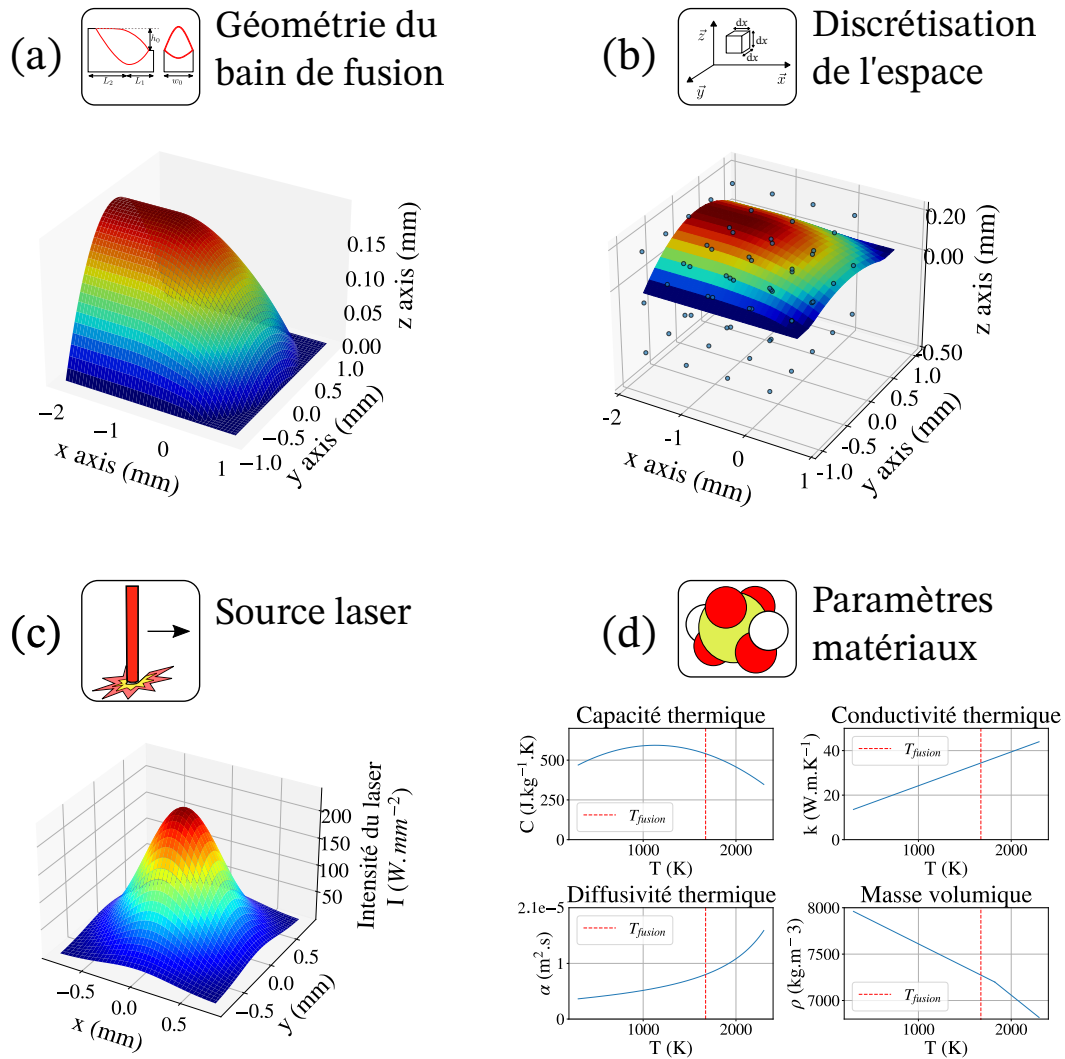 (a)
h₀
L₂
L₁
w₀
Géométrie du
bain de fusion
z axis (mm)
0.15
0.10
0.05
0.00
1.0
0.5
0.0
−0.5
−1.0
y axis (mm)
−2
−1
0
1
x axis (mm)
(b)
dx
dx
dx
z⃗
x⃗
y⃗
Discrétisation
de l'espace
z axis (mm)
0.20
0.00
-0.50
1.0
0.5
0.0
-0.5
-1.0
y axis (mm)
-2
-1
0
1
x axis (mm)
(c)
Source laser
Intensité du laser
I (W.mm⁻²)
200
150
100
50
0.5
0.0
−0.5
y (mm)
−0.5
0.0
0.5
x (mm)
(d)
Paramètres
matériaux
Capacité thermique
C (J.kg⁻¹.K)
500
250
0
T_fusion
1000
2000
T (K)
Conductivité thermique
k (W.m.K⁻¹)
40
20
0
T_fusion
1000
2000
T (K)
Diffusivité thermique
α (m².s)
2.1e-5
1
0
T_fusion
1000
2000
T (K)
Masse volumique
ρ (kg.m⁻ 3)
8000
7500
7000
T_fusion
1000
2000
T (K)